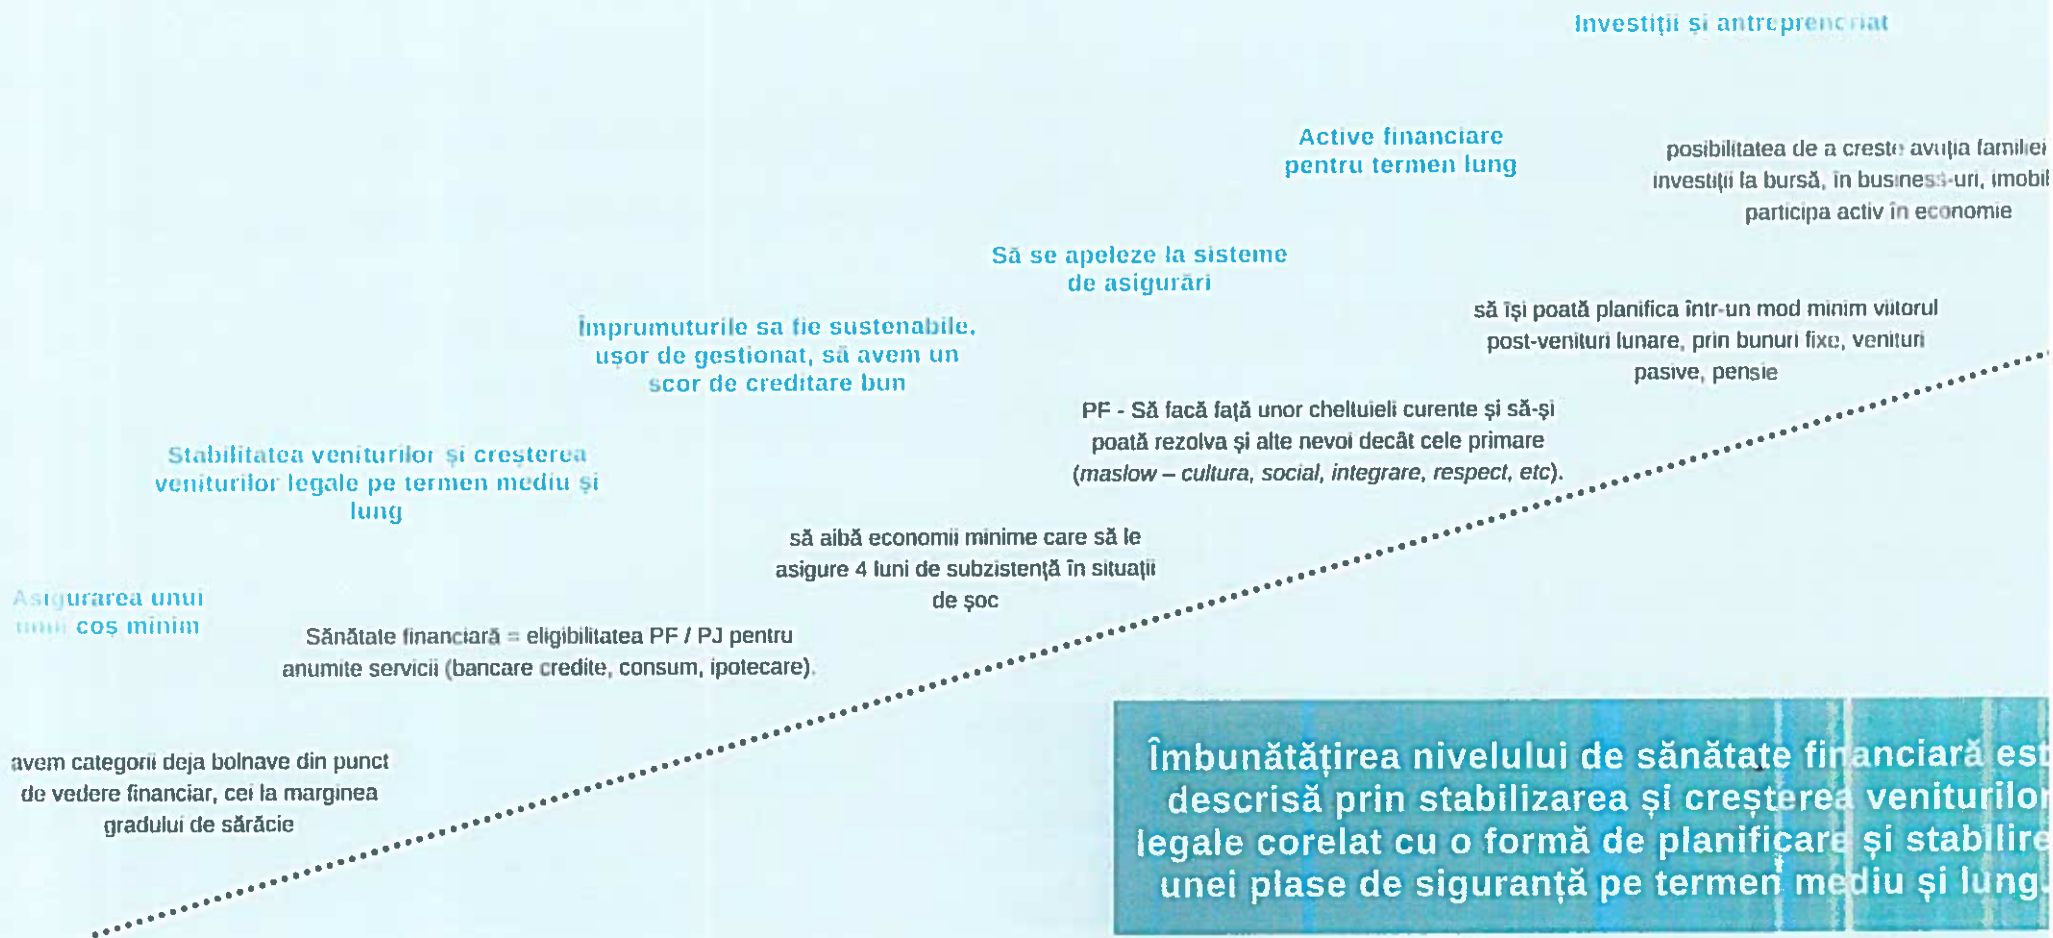 Investiții și antreprenoriat
Active financiare
pentru termen lung
posibilitatea de a creste avuția familiei
investiții la bursă, în business-uri,
participa activ în economie
Să se apeleze la sisteme
de asigurări
să își poată planifica într-un mod minim viitorul
post-venituri lunare, prin bunuri fixe, venituri
pasive, pensie
Împrumuturile sa fie sustenabile,
ușor de gestionat, să avem un
scor de creditare bun
PF - Să facă față unor cheltuieli curente și să-și
poată rezolva și alte nevoi decât cele primare
(maslow – cultura, social, integrare, respect, etc).
Stabilitatea veniturilor și creșterea
veniturilor legale pe termen mediu și
lung
să aibă economii minime care să le
asigure 4 luni de subzistență în situații
de șoc
Asigurarea unui
unui coș minim
Sănătate financiară = eligibilitatea PF / PJ pentru
anumite servicii (bancare credite, consum, ipotecare).
avem categorii deja bolnave din punct
de vedere financiar, cei la marginea
gradului de sărăcie
Îmbunătățirea nivelului de sănătate financiară est
descrisă prin stabilizarea și creșterea veniturilor
legale corelat cu o formă de planificare și stabilire
unei plase de siguranță pe termen mediu și lung.